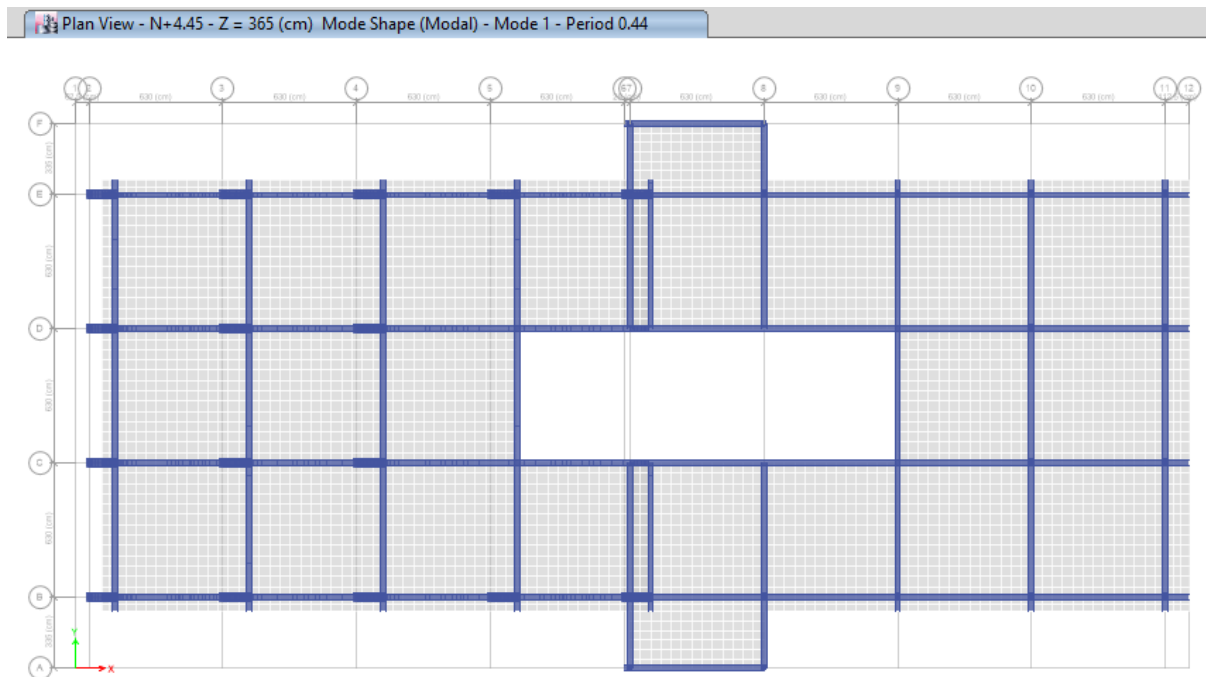 Plan View - N+4.45 - Z = 365 (cm) Mode Shape (Modal) - Mode 1 - Period 0.44
1 2 3 4 5 6 7 8 9 10 11 12
630 (cm) 630 (cm) 630 (cm) 630 (cm) 630 (cm) 630 (cm) 630 (cm) 630 (cm)
F
335 (cm)
E
630 (cm)
D
630 (cm)
C
630 (cm)
B
335 (cm)
A
Y
X